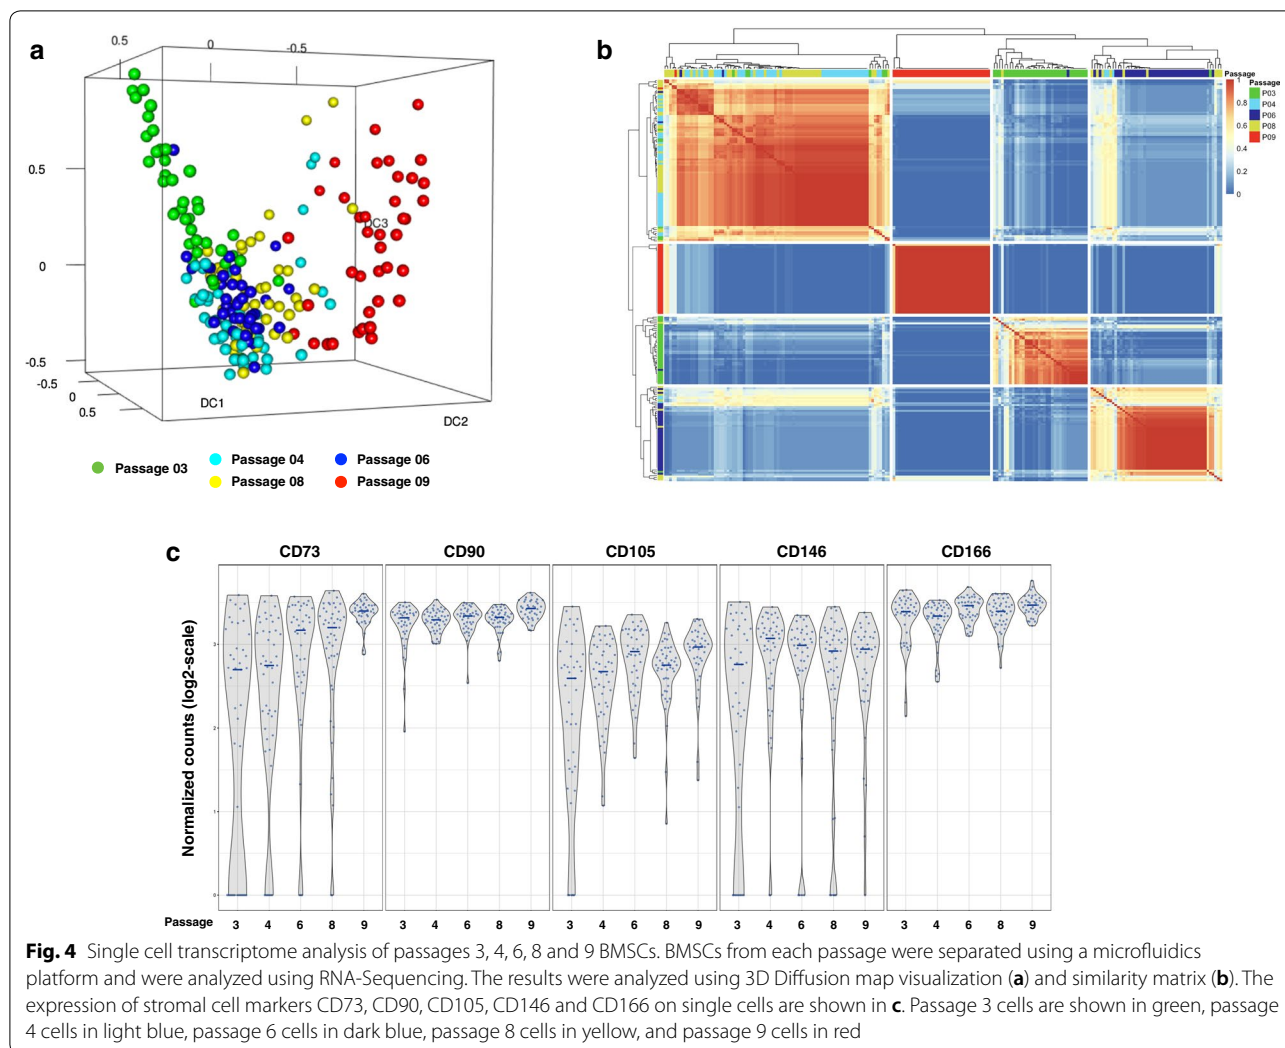 a
0.5
0
-0.5
0.5
0
-0.5
-0.5
0
0.5
DC1
DC2
DC3
Passage 03
Passage 04
Passage 06
Passage 08
Passage 09
b
Passage
1
0.8
0.6
0.4
0.2
0
Passage
P03
P04
P06
P08
P09
c
CD73
CD90
CD105
CD146
CD166
Normalized counts (log2-scale)
3
2
1
0
Passage
3 4 6 8 9
3 4 6 8 9
3 4 6 8 9
3 4 6 8 9
3 4 6 8 9
Fig. 4 Single cell transcriptome analysis of passages 3, 4, 6, 8 and 9 BMSCs. BMSCs from each passage were separated using a microfluidics
platform and were analyzed using RNA-Sequencing. The results were analyzed using 3D Diffusion map visualization (a) and similarity matrix (b). The
expression of stromal cell markers CD73, CD90, CD105, CD146 and CD166 on single cells are shown in c. Passage 3 cells are shown in green, passage
4 cells in light blue, passage 6 cells in dark blue, passage 8 cells in yellow, and passage 9 cells in red